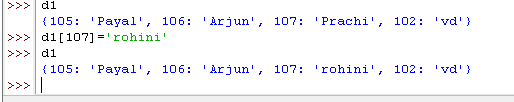 >>> d1
{105: 'Payal', 106: 'Arjun', 107: 'Prachi', 102: 'vd'}
>>> d1[107]='rohini'
>>> d1
{105: 'Payal', 106: 'Arjun', 107: 'rohini', 102: 'vd'}
>>>